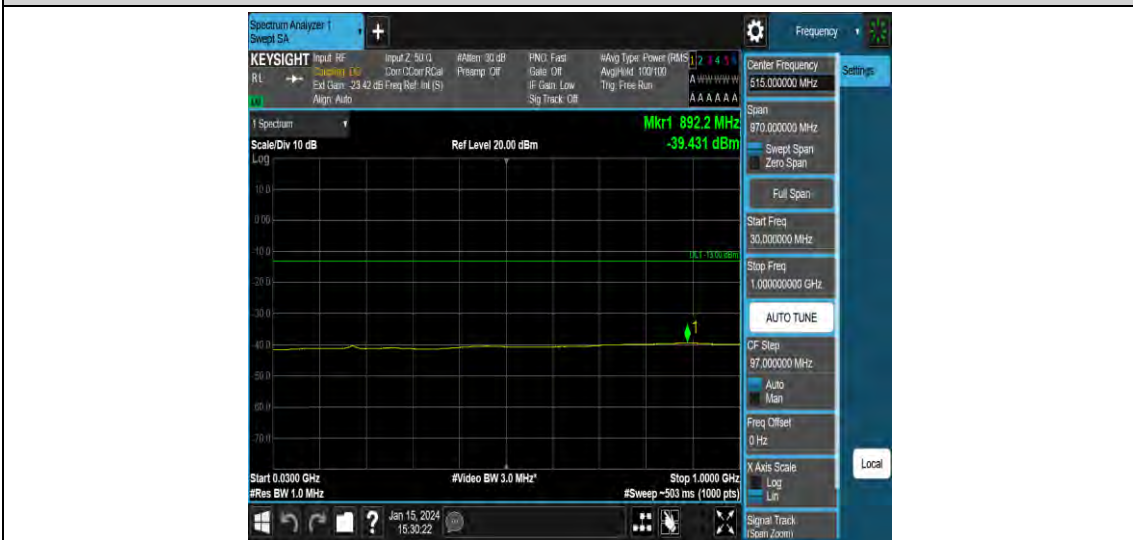 Spectrum Analyzer 1
Swept SA
+
Frequency
KEYSIGHT
RL
Input: RF
Coupling: DC
Ext Gain: -23.42 dB
Align: Auto
Input Z: 50 Ω
Corr CCorr RCal
Freq Ref: Int (S)
#Atten: 30 dB
Preamp: Off
PNO: Fast
Gate: Off
IF Gain: Low
Sig Track: Off
#Avg Type: Power (RMS
Avg|Hold: 100/100
Trig: Free Run
1 2 3 4 5 6
A W W W W W
A A A A A A
Center Frequency
515.000000 MHz
Settings
Span
970.000000 MHz
Swept Span
Zero Span
Full Span
Start Freq
30.000000 MHz
Stop Freq
1.000000000 GHz
AUTO TUNE
CF Step
97.000000 MHz
Auto
Man
Freq Offset
0 Hz
X Axis Scale
Log
Lin
Signal Track
(Span Zoom)
Local
1 Spectrum
Scale/Div 10 dB
Log
Ref Level 20.00 dBm
Mkr1 892.2 MHz
-39.431 dBm
10.0
0.00
-10.0
DL1 -13.00 dBm
-20.0
-30.0
1
-40.0
-50.0
-60.0
-70.0
Start 0.0300 GHz
#Res BW 1.0 MHz
#Video BW 3.0 MHz*
Stop 1.0000 GHz
#Sweep ~503 ms (1000 pts)
?
Jan 15, 2024
15:30:22